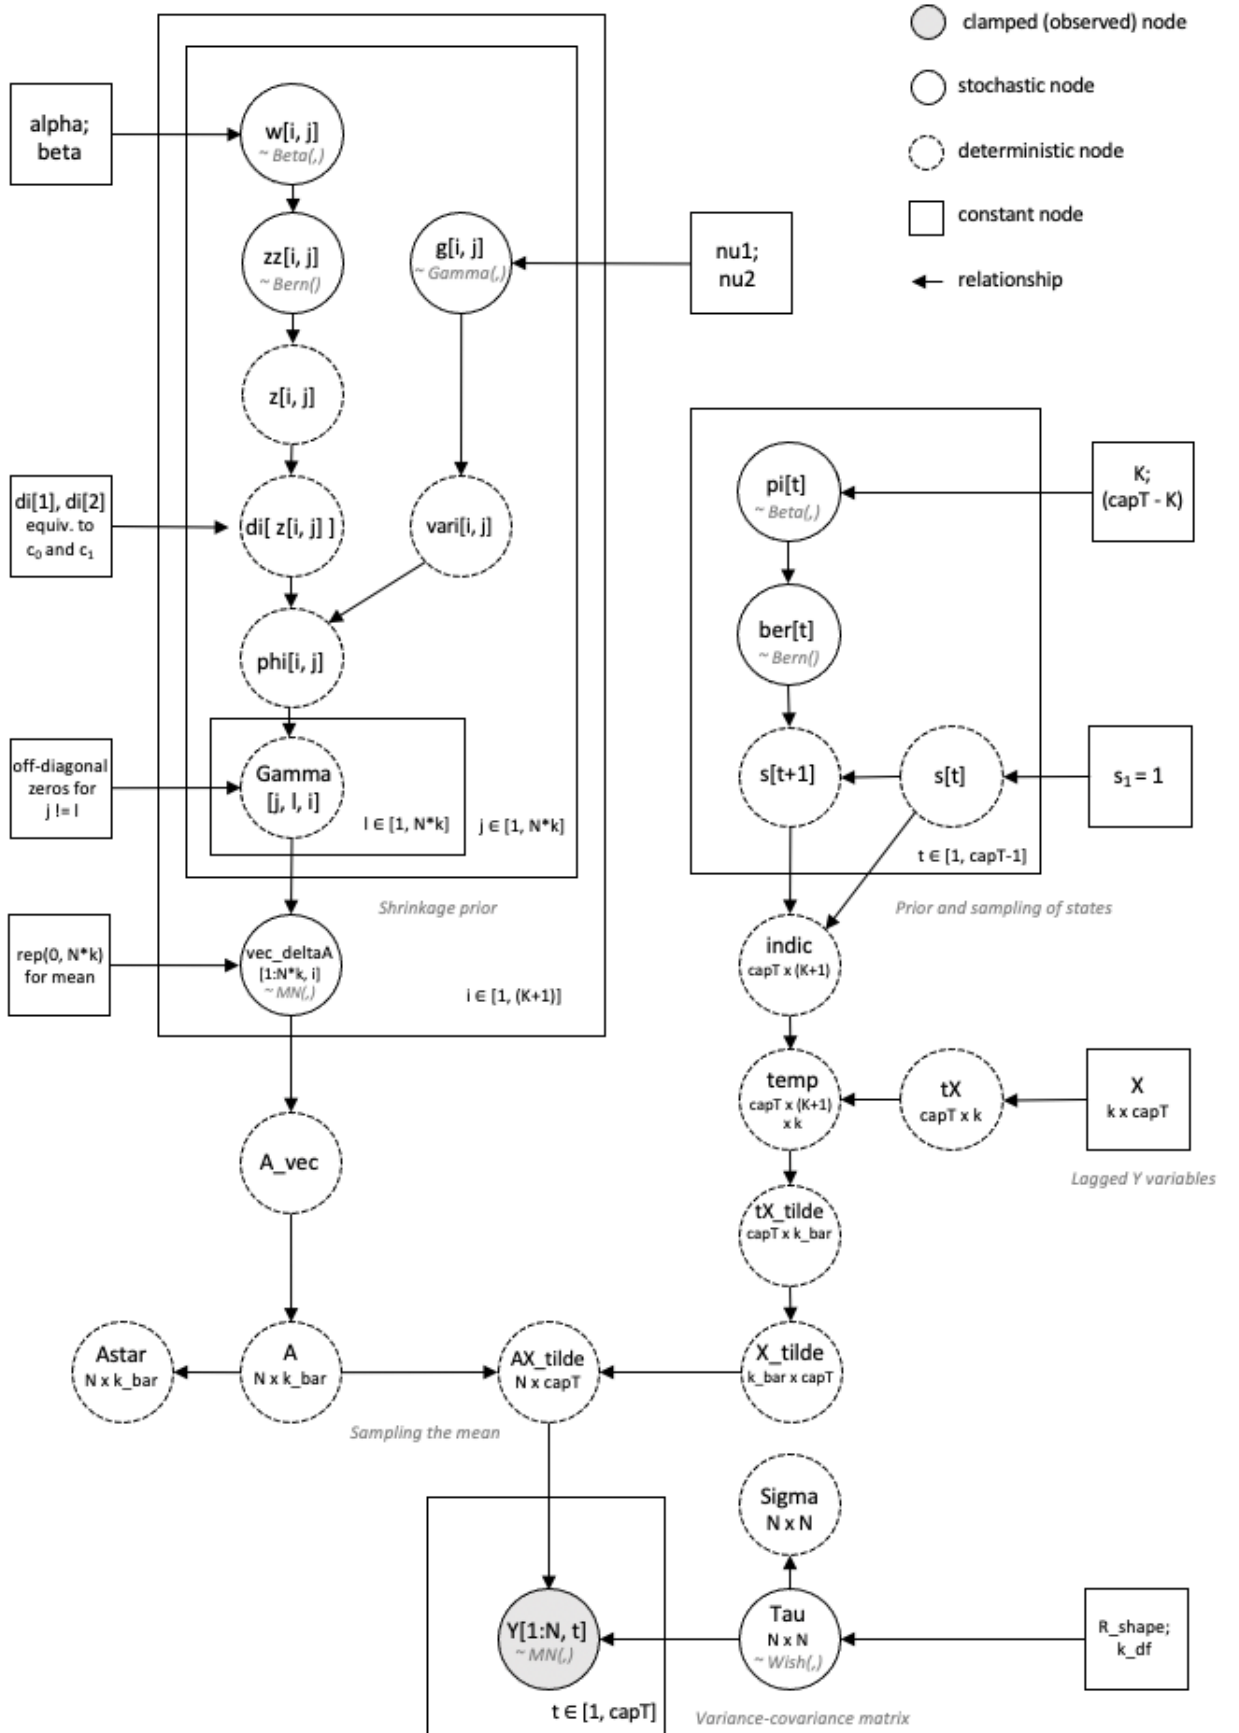 clamped (observed) node
stochastic node
deterministic node
constant node
relationship
alpha;
beta
w[i, j]
~ Beta(,)
zz[i, j]
~ Bern()
g[i, j]
~ Gamma(,)
nu1;
nu2
z[i, j]
di[1], di[2]
equiv. to
c₀ and c₁
di[ z[i, j] ]
vari[i, j]
phi[i, j]
off-diagonal
zeros for
j != l
Gamma
[j, l, i]
l ∈ [1, N*k]
j ∈ [1, N*k]
Shrinkage prior
rep(0, N*k)
for mean
vec_deltaA
[1:N*k, i]
~ MN(,)
i ∈ [1, (K+1)]
pi[t]
~ Beta(,)
K;
(capT - K)
ber[t]
~ Bern()
s[t+1]
s[t]
s₁ = 1
t ∈ [1, capT-1]
Prior and sampling of states
indic
capT x (K+1)
temp
capT x (K+1)
x k
tX
capT x k
X
k x capT
Lagged Y variables
A_vec
tX_tilde
capT x k_bar
Astar
N x k_bar
A
N x k_bar
AX_tilde
N x capT
X_tilde
k_bar x capT
Sampling the mean
Sigma
N x N
Y[1:N, t]
~ MN(,)
t ∈ [1, capT]
Tau
N x N
~ Wish(,)
R_shape;
k_df
Variance-covariance matrix